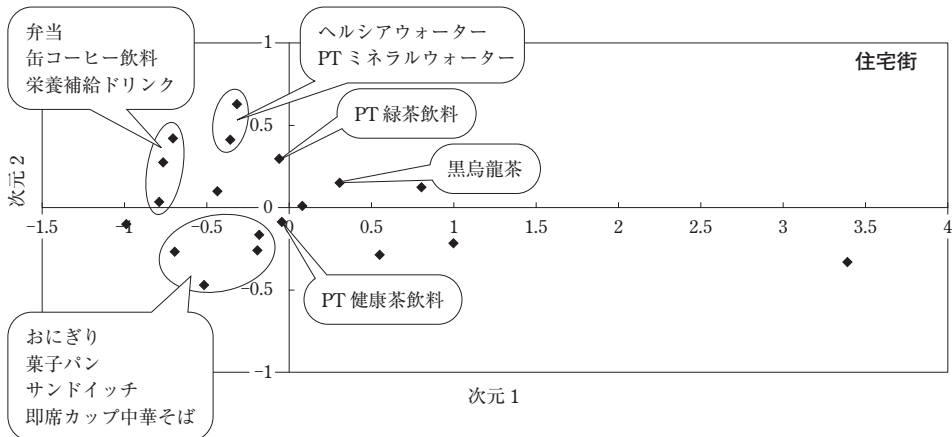 弁当
缶コーヒー飲料
栄養補給ドリンク
ヘルシアウォーター
PT ミネラルウォーター
住宅街
PT 緑茶飲料
黒烏龍茶
PT 健康茶飲料
おにぎり
菓子パン
サンドイッチ
即席カップ中華そば
次元 2
1
0.5
0
−0.5
−1
-1.5
−1
−0.5
0
0.5
1
1.5
2
2.5
3
3.5
4
次元 1